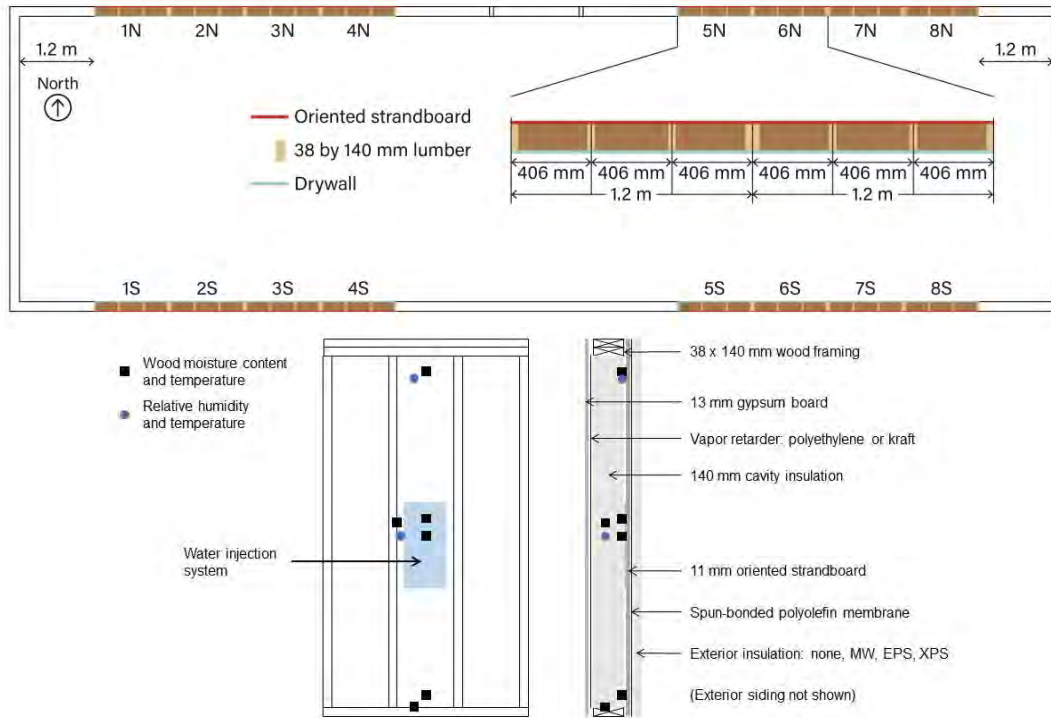 1N 2N 3N 4N 5N 6N 7N 8N
1.2 m
1.2 m
North
Oriented strandboard
38 by 140 mm lumber
Drywall
406 mm 406 mm 406 mm 406 mm 406 mm 406 mm
1.2 m 1.2 m
1S 2S 3S 4S 5S 6S 7S 8S
Wood moisture content
and temperature
Relative humidity
and temperature
Water injection
system
38 x 140 mm wood framing
13 mm gypsum board
Vapor retarder: polyethylene or kraft
140 mm cavity insulation
11 mm oriented strandboard
Spun-bonded polyolefin membrane
Exterior insulation: none, MW, EPS, XPS
(Exterior siding not shown)